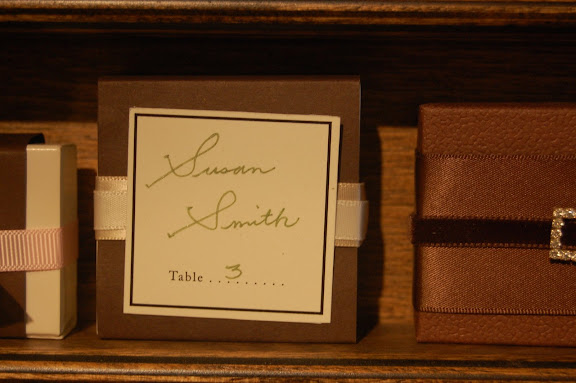 Susan
Smith
Table . . 3 . . . . . . .